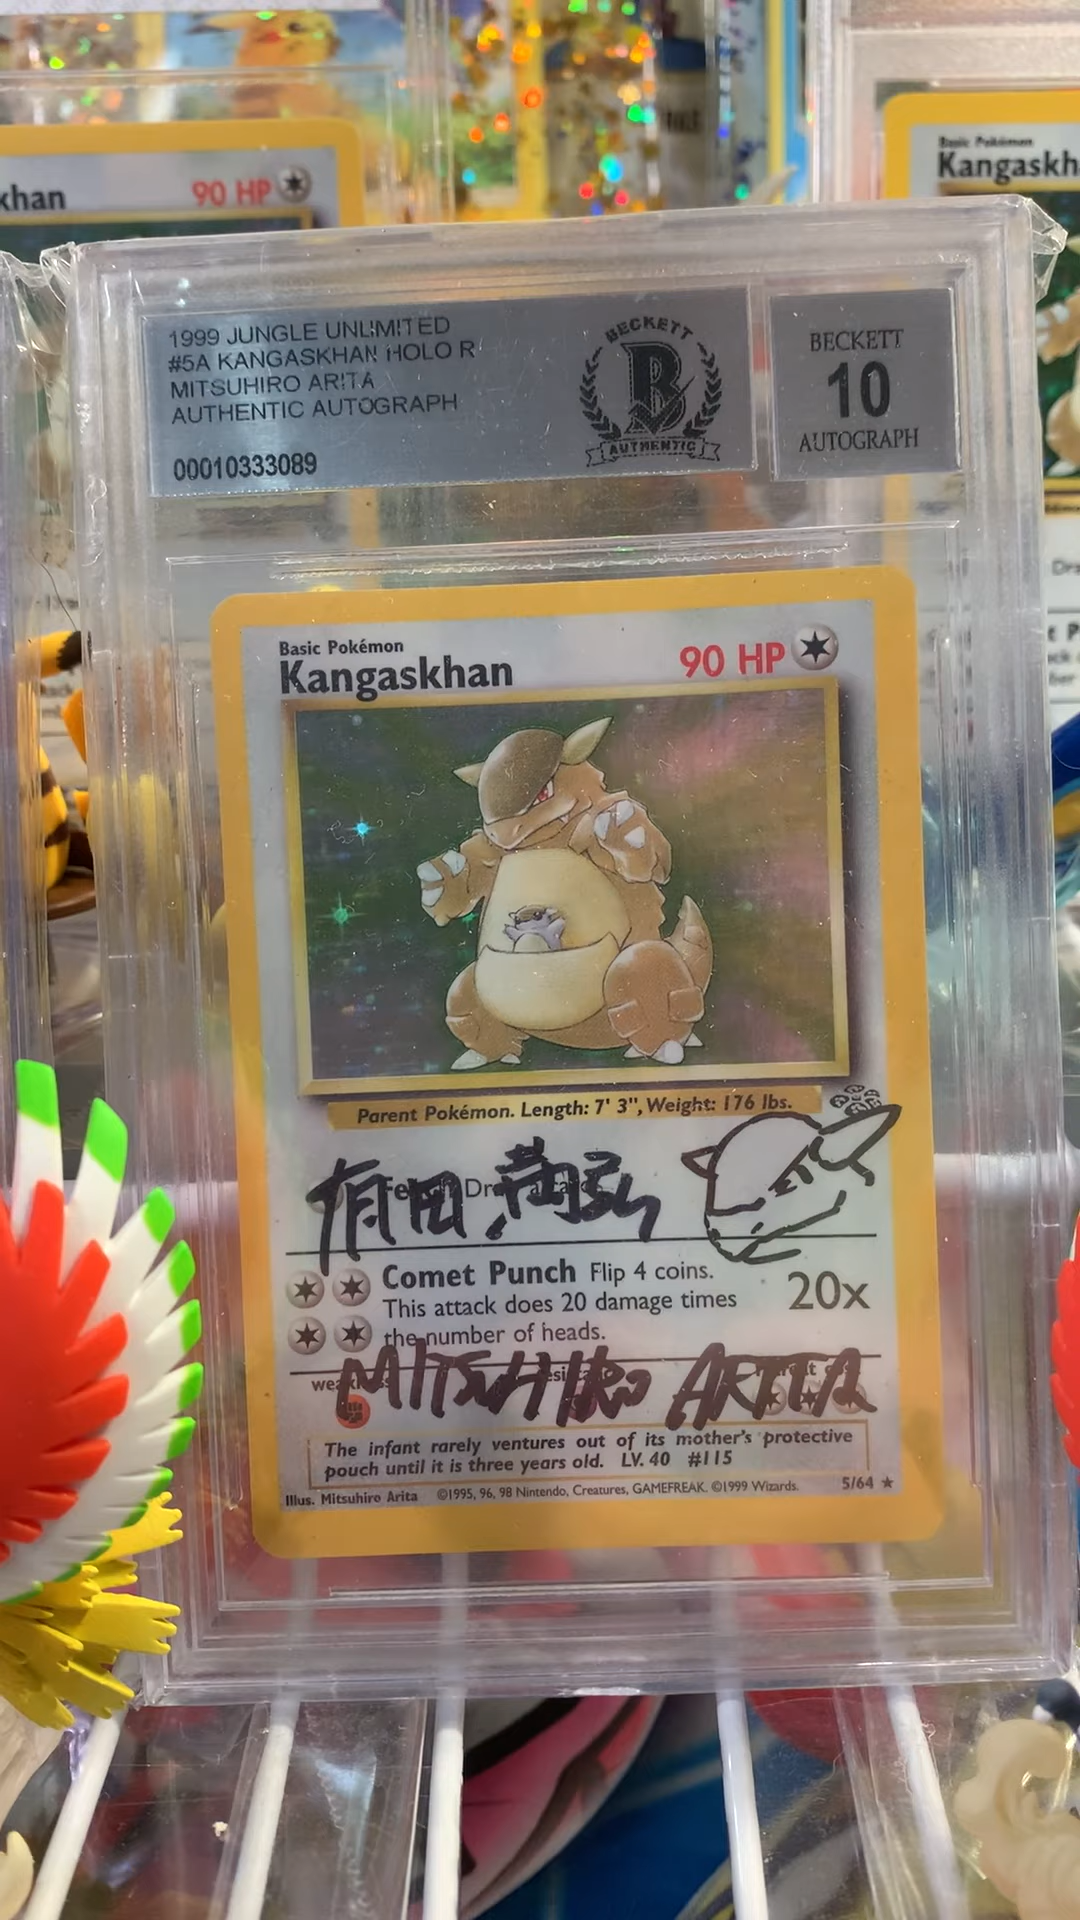 khan 90 HP
Basic Pokémon
Kangaskh
1999 JUNGLE UNLIMITED
#5A KANGASKHAN HOLO R
MITSUHIRO ARITA
AUTHENTIC AUTOGRAPH
00010333089
BECKETT
B
AUTHENTIC
BECKETT
10
AUTOGRAPH
Basic Pokémon
Kangaskhan 90 HP
Parent Pokémon. Length: 7' 3", Weight: 176 lbs.
有田満弘
Comet Punch Flip 4 coins.
This attack does 20 damage times
the number of heads.
20x
MITSUHIRO ARITA
The infant rarely ventures out of its mother's protective
pouch until it is three years old. LV. 40 #115
Illus. Mitsuhiro Arita ©1995, 96, 98 Nintendo, Creatures, GAMEFREAK. ©1999 Wizards. 5/64 ★